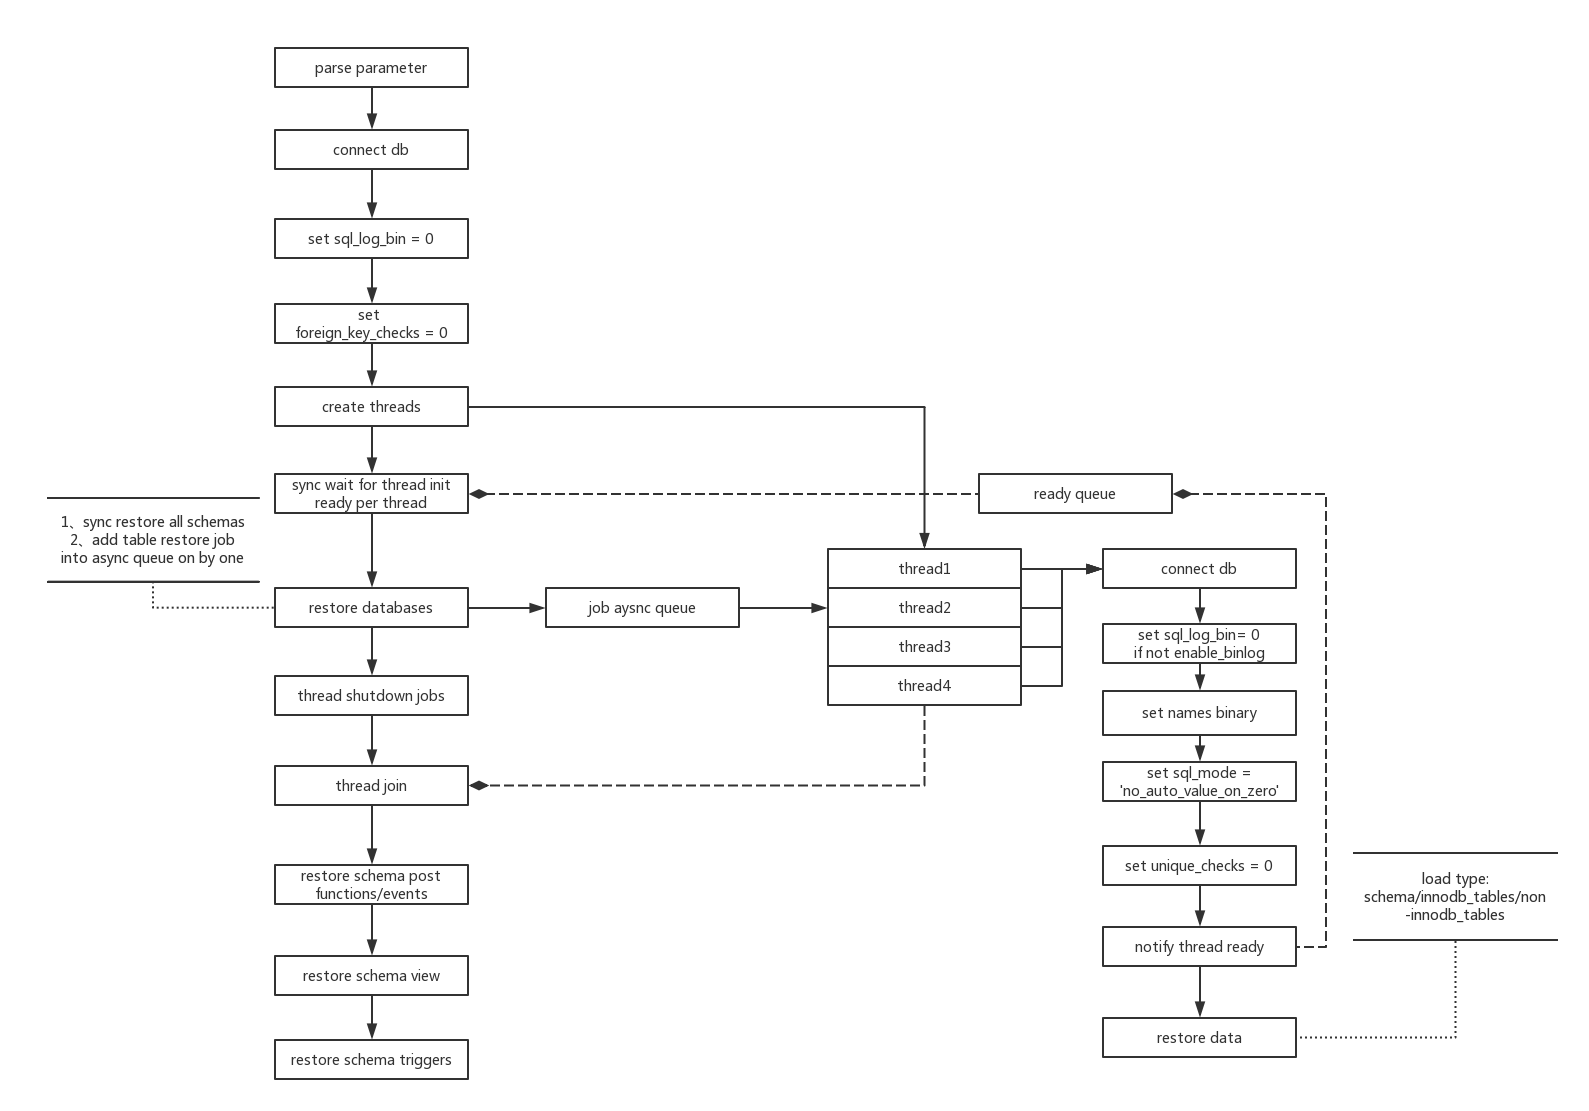 parse parameter
connect db
set sql_log_bin = 0
set
foreign_key_checks = 0
create threads
sync wait for thread init
ready per thread
ready queue
1、sync restore all schemas
2、add table restore job
into async queue on by one
restore databases
job aysnc queue
thread1
thread2
thread3
thread4
connect db
set sql_log_bin= 0
if not enable_binlog
set names binary
set sql_mode =
'no_auto_value_on_zero'
set unique_checks = 0
notify thread ready
restore data
load type:
schema/innodb_tables/non
-innodb_tables
thread shutdown jobs
thread join
restore schema post
functions/events
restore schema view
restore schema triggers